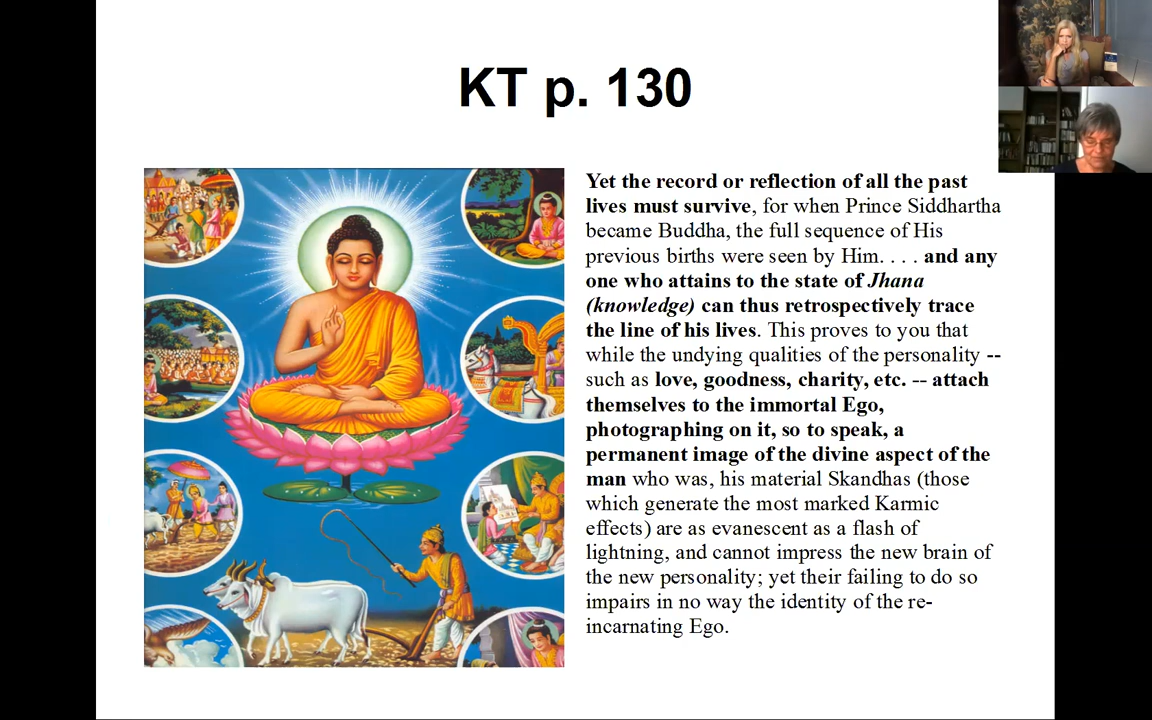 KT p. 130
Yet the record or reflection of all the past
lives must survive, for when Prince Siddhartha
became Buddha, the full sequence of His
previous births were seen by Him. . . . and any
one who attains to the state of Jhana
(knowledge) can thus retrospectively trace
the line of his lives. This proves to you that
while the undying qualities of the personality --
such as love, goodness, charity, etc. -- attach
themselves to the immortal Ego,
photographing on it, so to speak, a
permanent image of the divine aspect of the
man who was, his material Skandhas (those
which generate the most marked Karmic
effects) are as evanescent as a flash of
lightning, and cannot impress the new brain of
the new personality; yet their failing to do so
impairs in no way the identity of the re-
incarnating Ego.